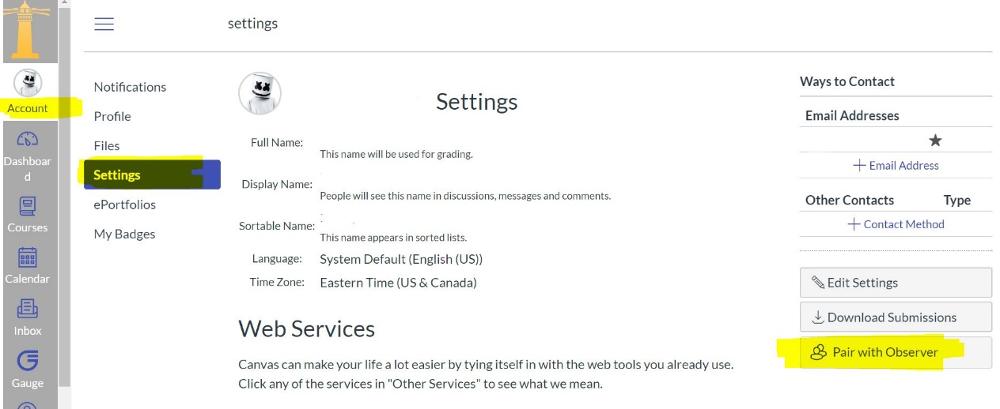 settings
Account
Dashboar
d
Courses
Calendar
Inbox
Gauge
Notifications
Profile
Files
Settings
ePortfolios
My Badges
Settings
Full Name:
This name will be used for grading.
Display Name:
People will see this name in discussions, messages and comments.
Sortable Name:
This name appears in sorted lists.
Language: System Default (English (US))
Time Zone: Eastern Time (US & Canada)
Web Services
Canvas can make your life a lot easier by tying itself in with the web tools you already use.
Click any of the services in "Other Services" to see what we mean.
Ways to Contact
Email Addresses
Email Address
Other Contacts Type
Contact Method
Edit Settings
Download Submissions
Pair with Observer